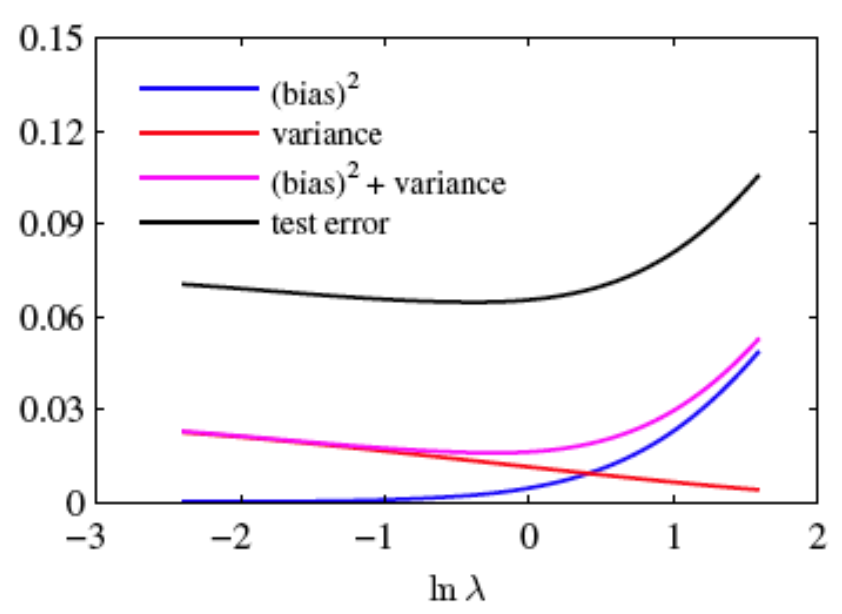 0.15
(bias)²
0.12
variance
(bias)² + variance
0.09
test error
0.06
0.03
0
−3 −2 −1 0 1 2
ln λ